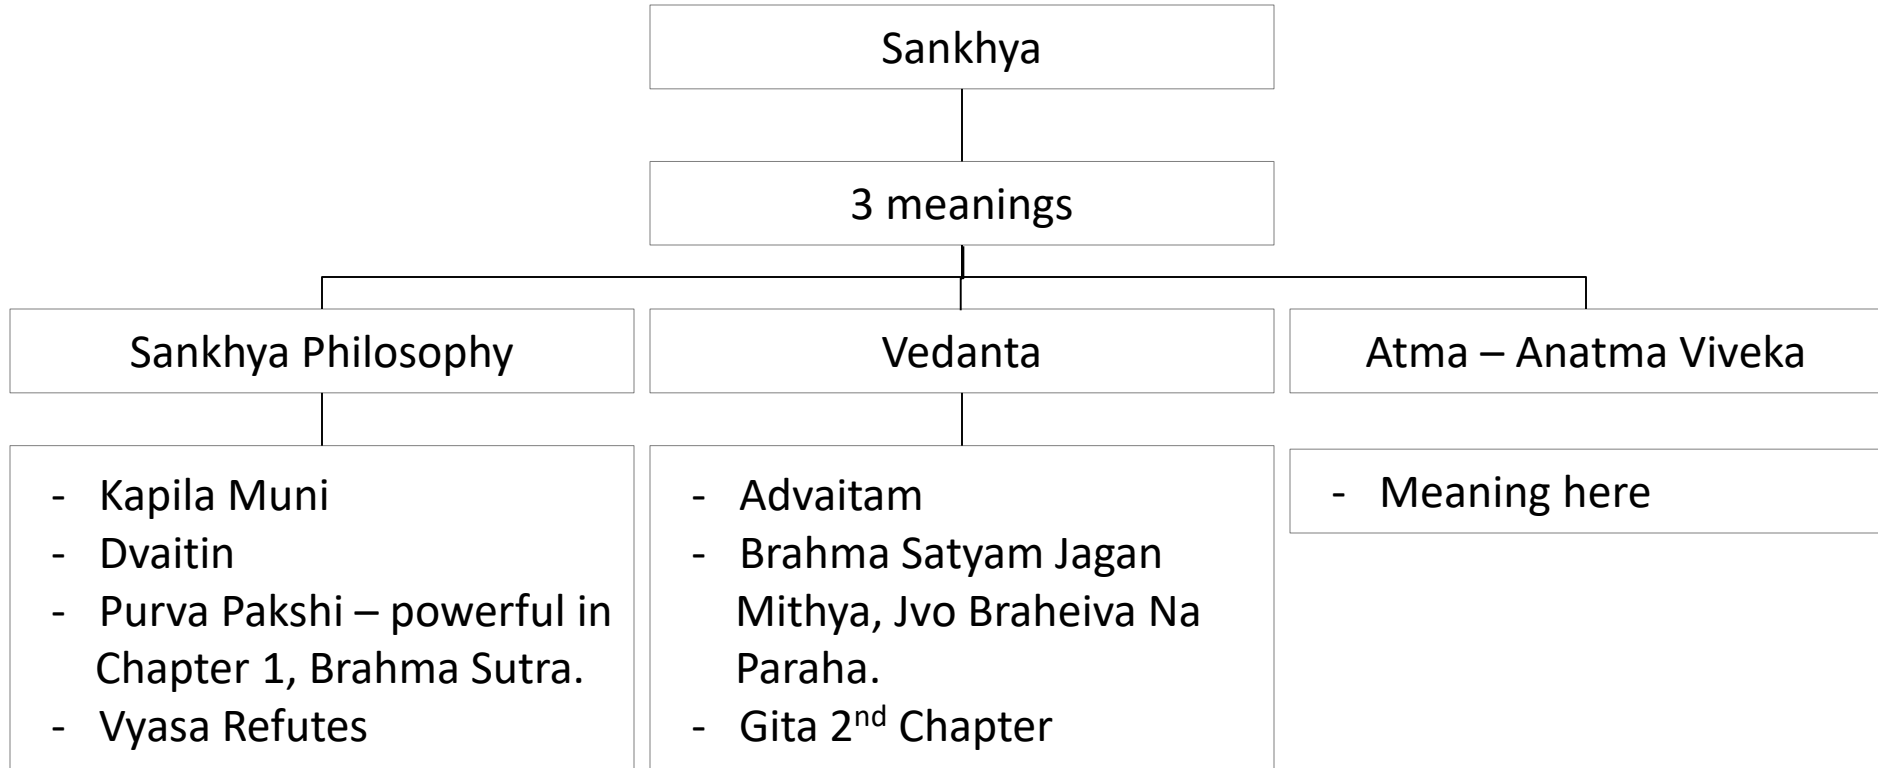 Sankhya
3 meanings
Sankhya Philosophy
Vedanta
Atma – Anatma Viveka
- Kapila Muni
- Dvaitin
- Purva Pakshi – powerful in
Chapter 1, Brahma Sutra.
- Vyasa Refutes
- Advaitam
- Brahma Satyam Jagan
Mithya, Jvo Braheiva Na
Paraha.
- Gita 2nd Chapter
- Meaning here